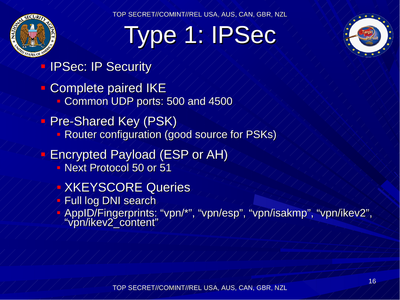 TOP SECRET//COMINT//REL USA, AUS, CAN, GBR, NZL
Type 1: IPSec
IPSec: IP Security
Complete paired IKE
Common UDP ports: 500 and 4500
Pre-Shared Key (PSK)
Router configuration (good source for PSKs)
Encrypted Payload (ESP or AH)
Next Protocol 50 or 51
XKEYSCORE Queries
Full log DNI search
AppID/Fingerprints: “vpn/*”, “vpn/esp”, “vpn/isakmp”, “vpn/ikev2”,
“vpn/ikev2_content”
16
TOP SECRET//COMINT//REL USA, AUS, CAN, GBR, NZL